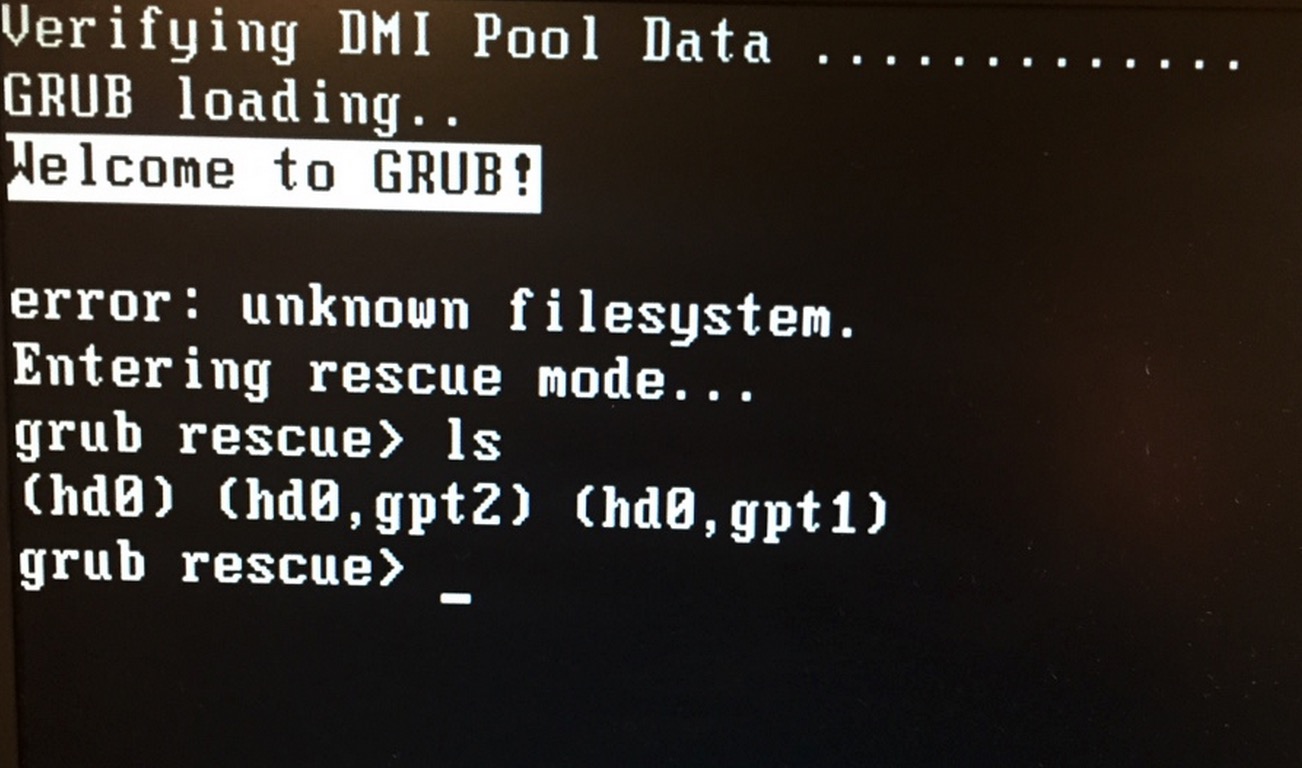 Verifying DMI Pool Data .............
GRUB loading..
Welcome to GRUB!
error: unknown filesystem.
Entering rescue mode...
grub rescue> ls
(hd0) (hd0,gpt2) (hd0,gpt1)
grub rescue> _